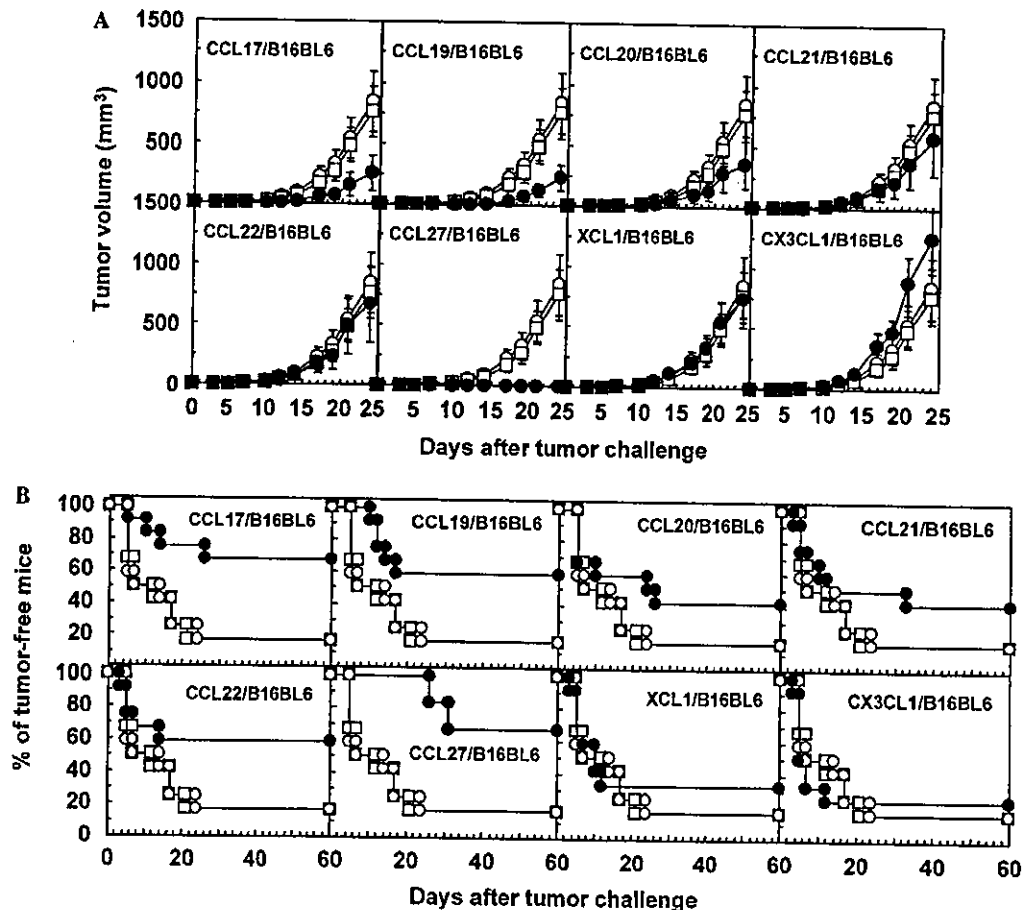 A
Tumor volume (mm³)
1500
1000
500
1500
1000
500
0
CCL17/B16BL6
CCL19/B16BL6
CCL20/B16BL6
CCL21/B16BL6
CCL22/B16BL6
CCL27/B16BL6
XCL1/B16BL6
CX3CL1/B16BL6
0 5 10 15 20 25 5 10 15 20 25 5 10 15 20 25 5 10 15 20 25
Days after tumor challenge
B
% of tumor-free mice
100
80
60
40
20
100
80
60
40
20
0
CCL17/B16BL6
CCL19/B16BL6
CCL20/B16BL6
CCL21/B16BL6
CCL22/B16BL6
CCL27/B16BL6
XCL1/B16BL6
CX3CL1/B16BL6
0 20 40 60 20 40 60 20 40 60 20 40 60
Days after tumor challenge